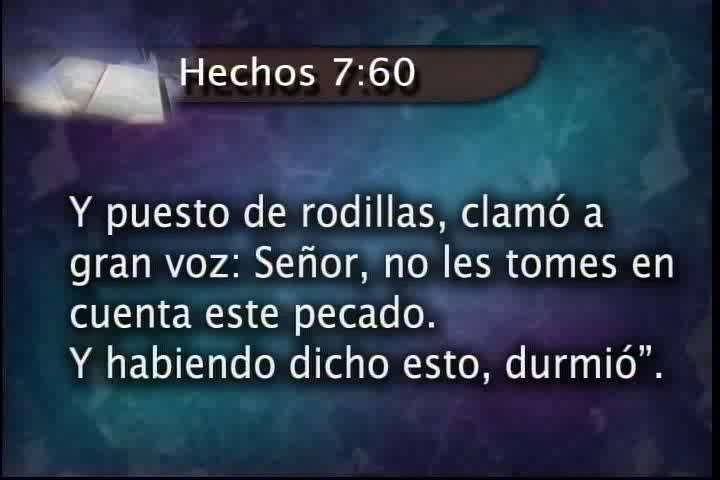 Hechos 7:60
Y puesto de rodillas, clamó a
gran voz: Señor, no les tomes en
cuenta este pecado.
Y habiendo dicho esto, durmió”.